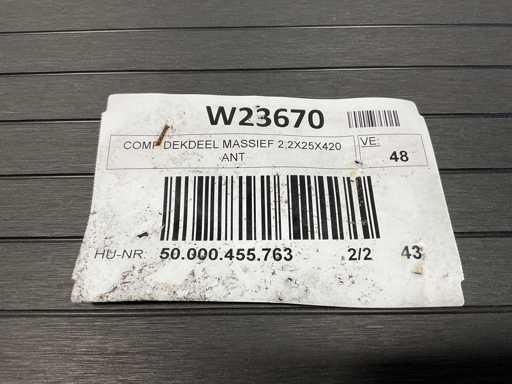 W23670
COMP DEKDEEL MASSIEF 2,2X25X420
ANT
VE:
48
HU-NR: 50.000.455.763 2/2 43